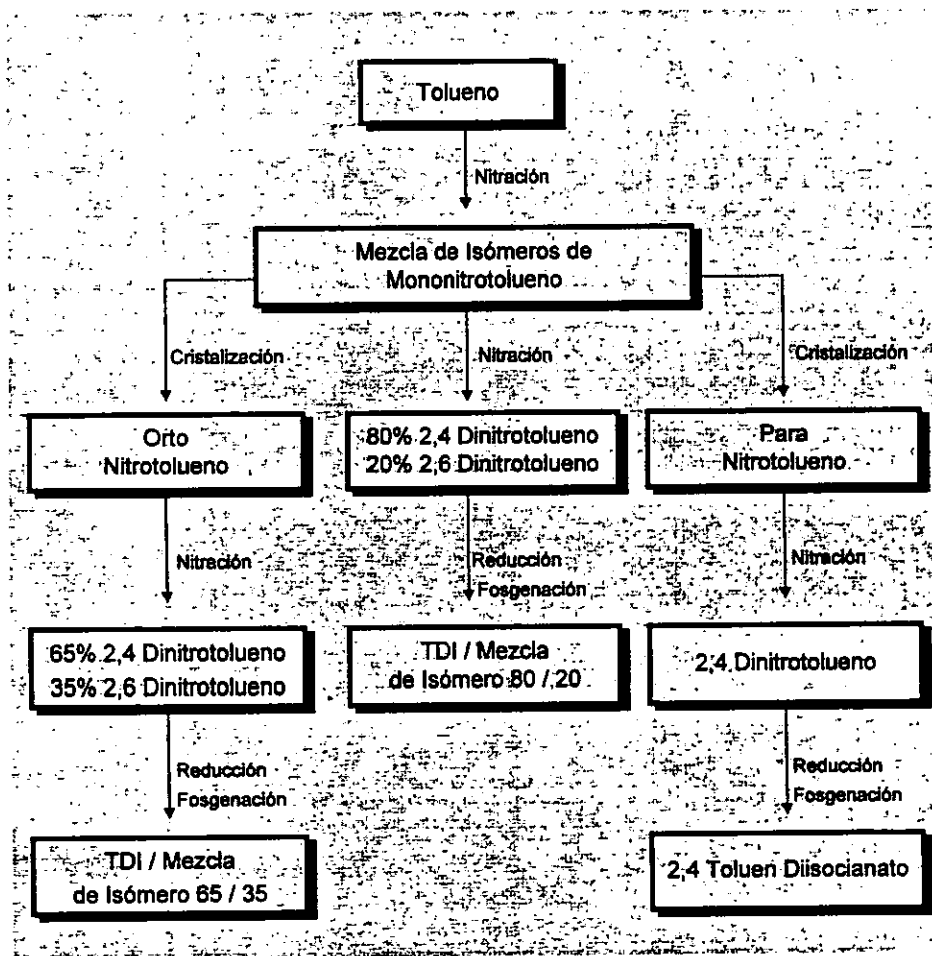 Tolueno
Nitración
Mezcla de Isómeros de
Mononitrotolueno
Cristalización
Nitración
Cristalización
Orto
Nitrotolueno
80% 2,4 Dinitrotolueno
20% 2,6 Dinitrotolueno
Para
Nitrotolueno
Nitración
Reducción
Fosgenación
Nitración
65% 2,4 Dinitrotolueno
35% 2,6 Dinitrotolueno
TDI / Mezcla
de Isómero 80 / 20
2,4 Dinitrotolueno
Reducción
Fosgenación
Reducción
Fosgenación
TDI / Mezcla
de Isómero 65 / 35
2,4 Toluen Diisocianato